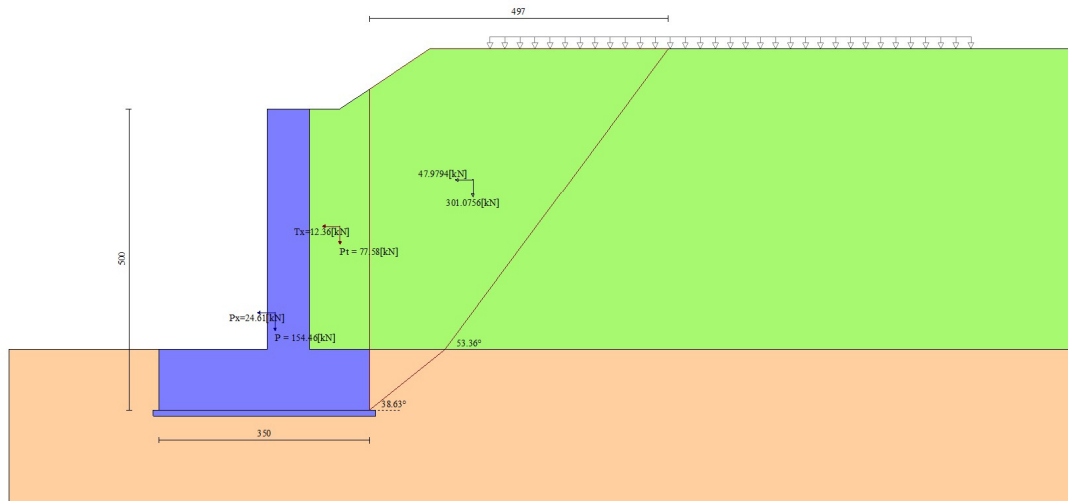 497
47.9794[kN]
301.0756[kN]
Tx=12.36[kN]
Pt = 77.58[kN]
500
Px=24.61[kN]
P = 154.46[kN]
53.36°
38.63°
350